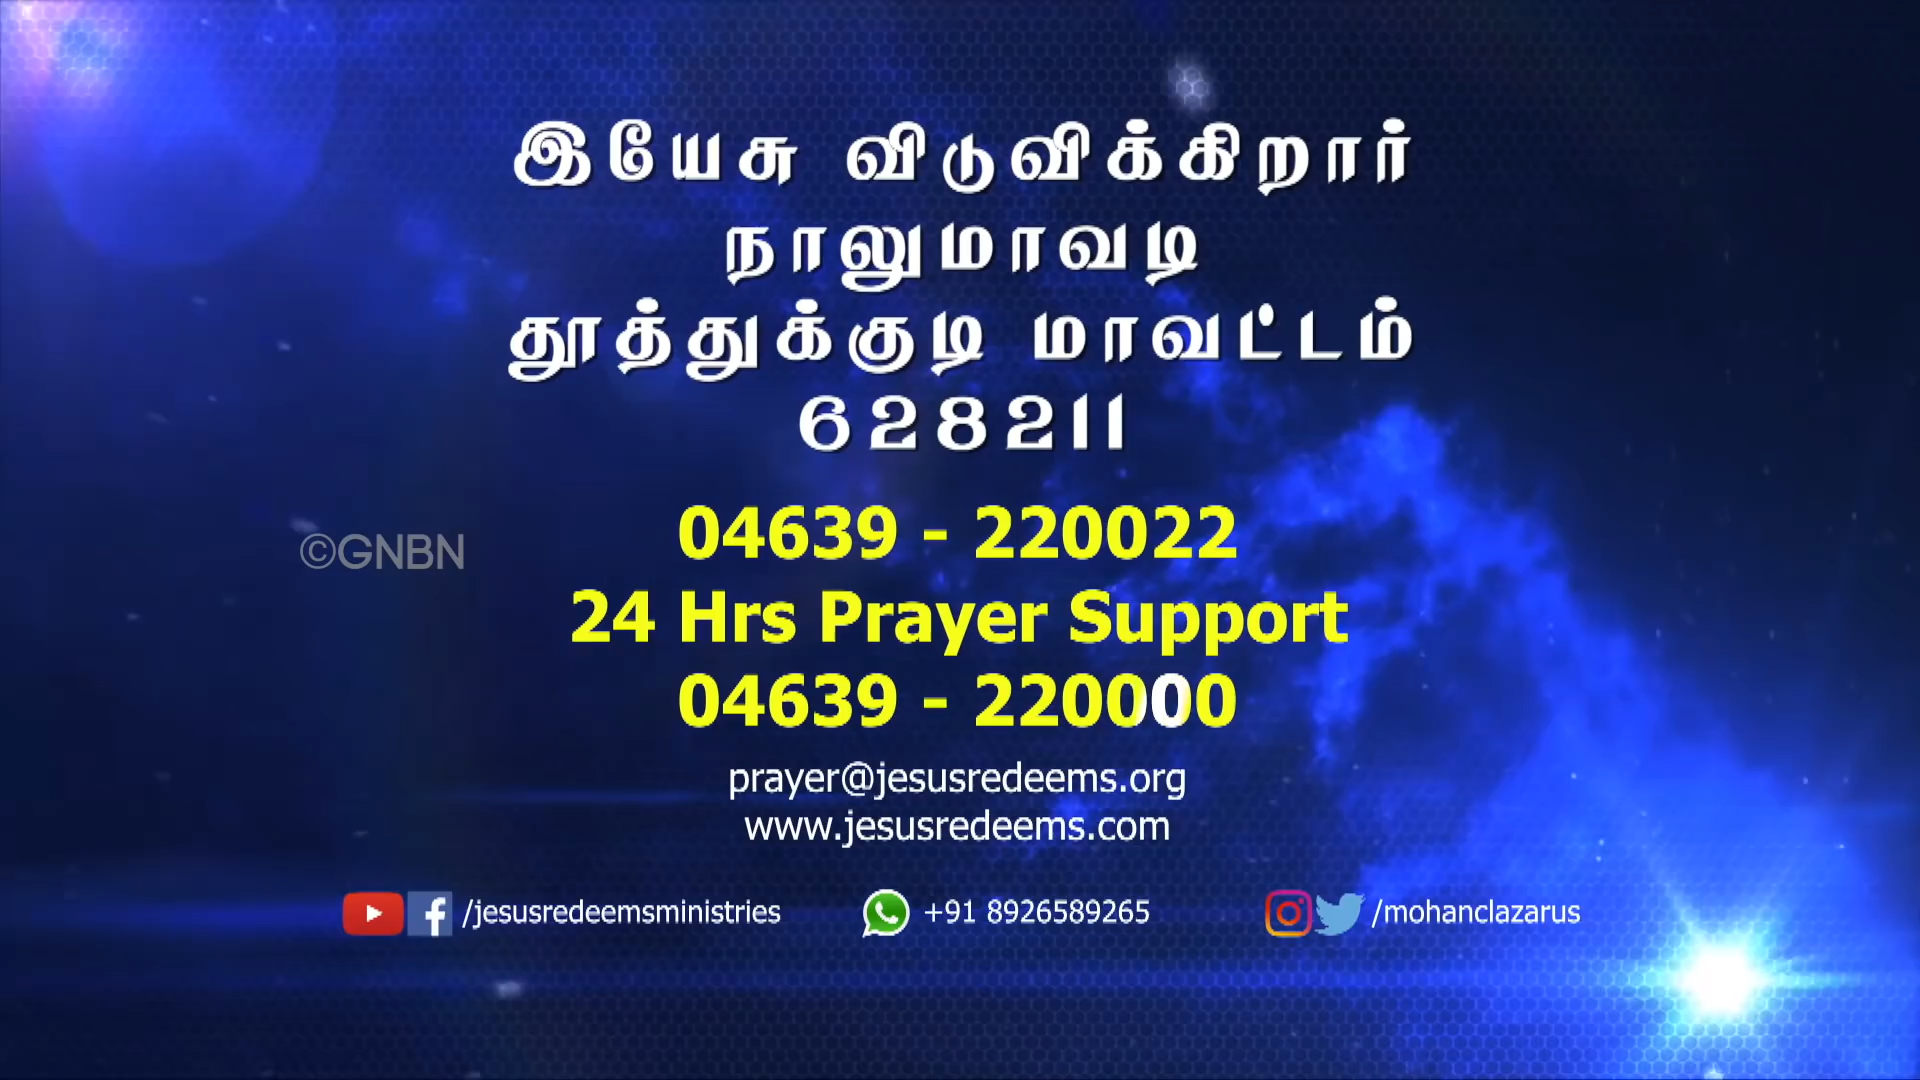 இயேசு விடுவிக்கிறார்
நாலுமாவடி
தூத்துக்குடி மாவட்டம்
628211
04639 - 220022
©GNBN
24 Hrs Prayer Support
04639 - 220000
prayer@jesusredeems.org
www.jesusredeems.com
/jesusredeemsministries +91 8926589265 /mohanclazarus